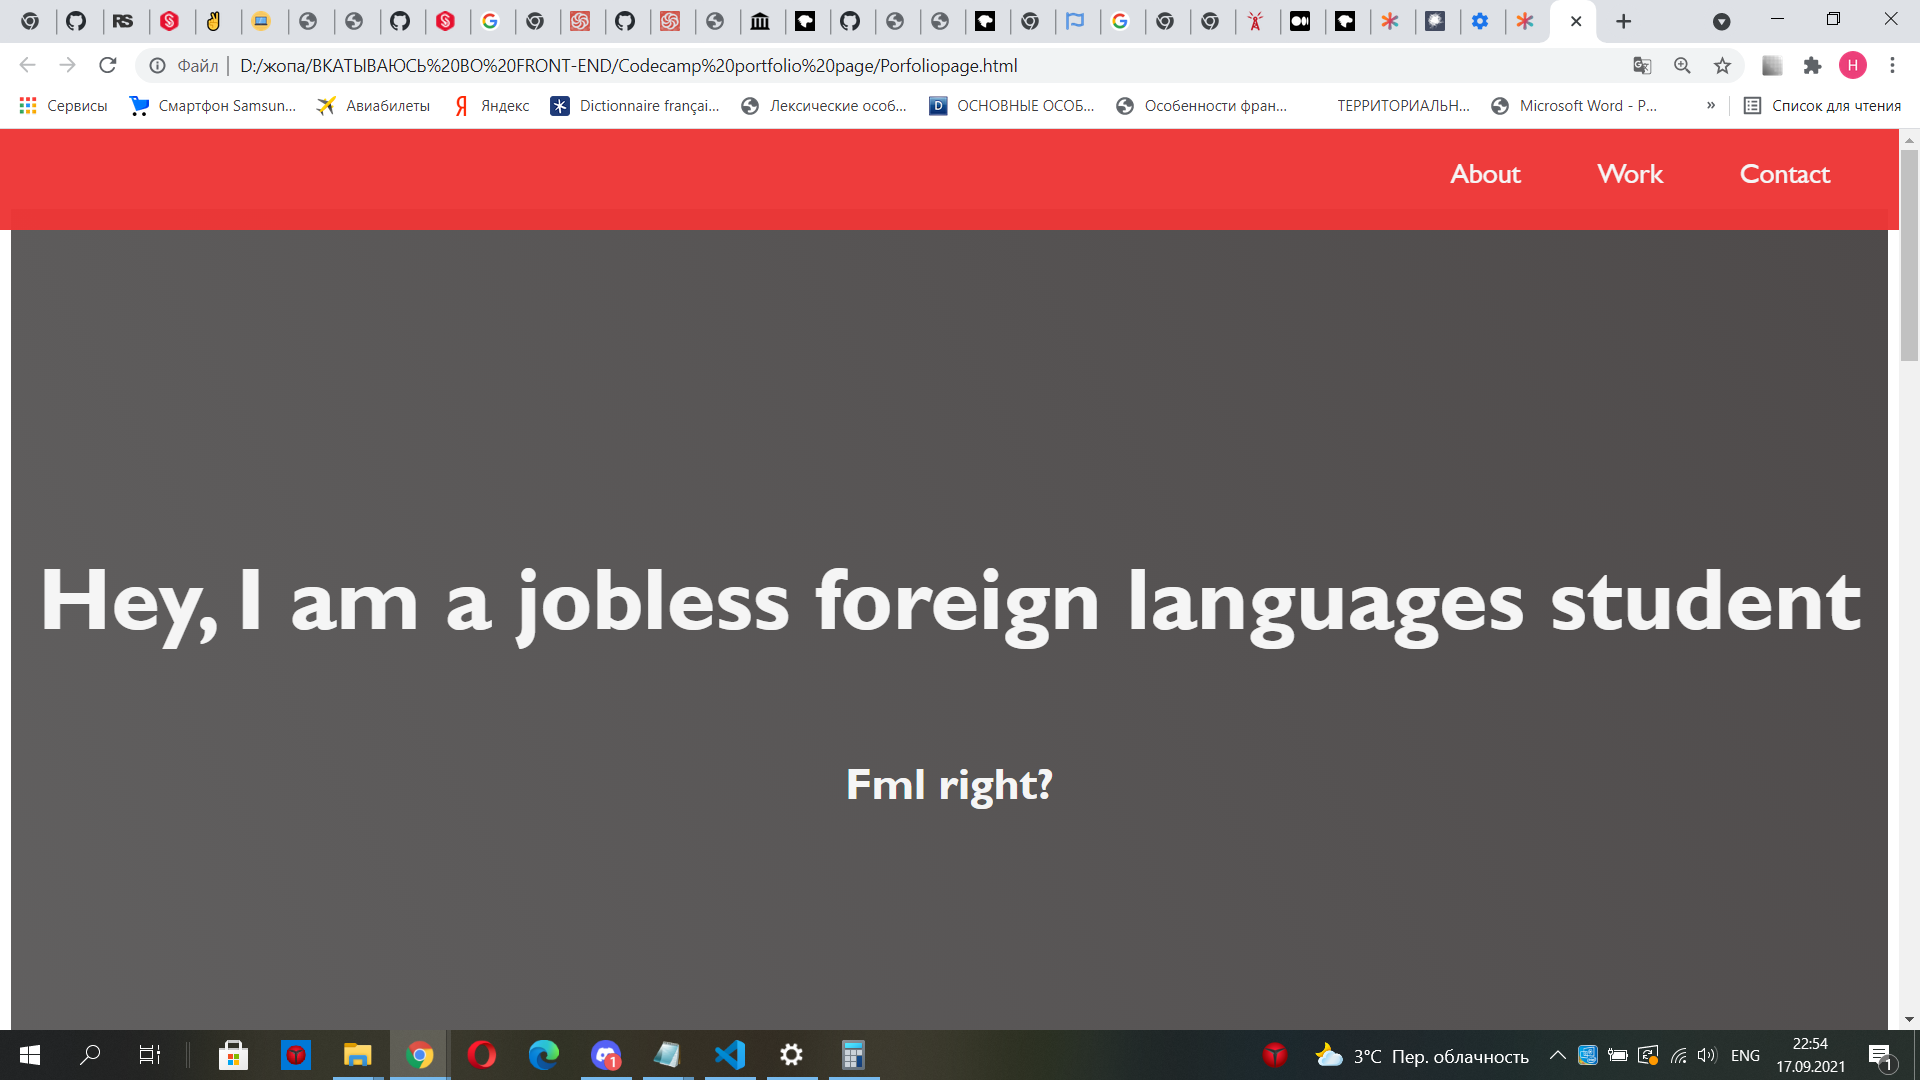 RS
Файл
D:/жопа/ВКАТЫВАЮСЬ%20ВО%20FRONT-END/Codecamp%20portfolio%20page/Porfoliopage.html
H
Сервисы
Смартфон Samsun...
Авиабилеты
Яндекс
Dictionnaire françai...
Лексические особ...
ОСНОВНЫЕ ОСОБ...
Особенности фран...
ТЕРРИТОРИАЛЬН...
Microsoft Word - P...
»
Список для чтения
About
Work
Contact
Hey, I am a jobless foreign languages student
Fml right?
1
3°C Пер. облачность
ENG
22:54
17.09.2021
1